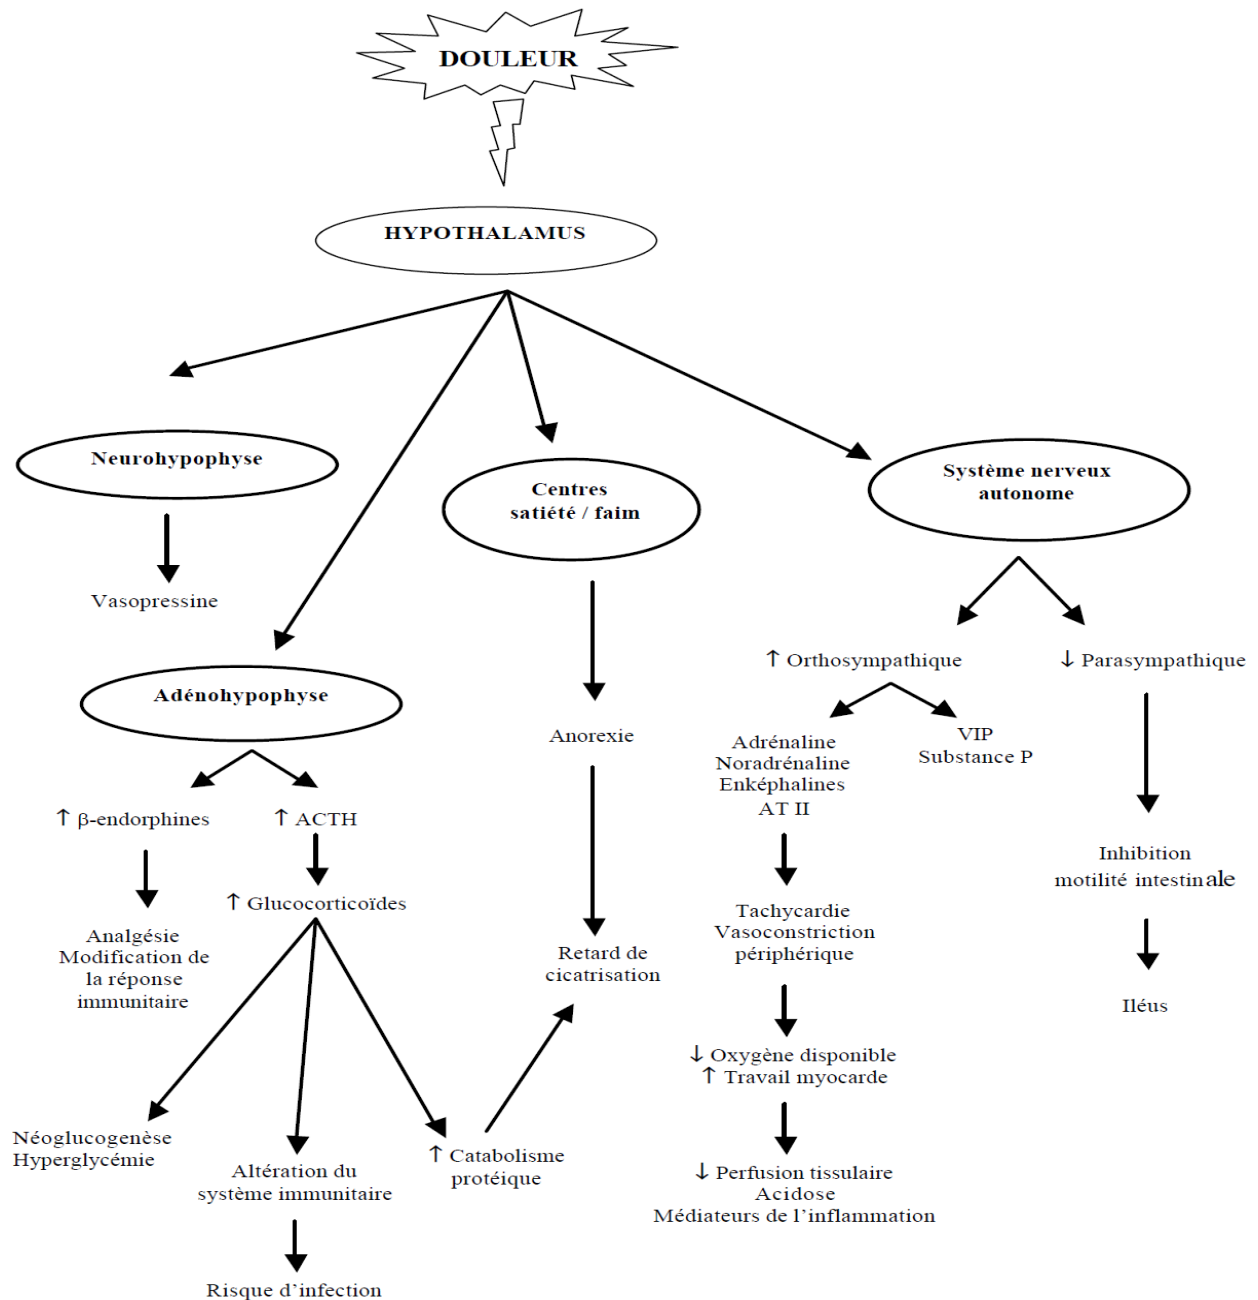 DOULEUR
HYPOTHALAMUS
Neurohypophyse
Centres
satiété / faim
Système nerveux
autonome
Vasopressine
↑ Orthosympathique
↓ Parasympathique
Adénohypophyse
Anorexie
Adrénaline
Noradrénaline
Enképhalines
AT II
VIP
Substance P
↑ β-endorphines
↑ ACTH
↑ Glucocorticoïdes
Inhibition
motilité intestinale
Analgésie
Modification de
la réponse
immunitaire
Retard de
cicatrisation
Tachycardie
Vasoconstriction
périphérique
Iléus
↓ Oxygène disponible
↑ Travail myocarde
Néoglucogenèse
Hyperglycémie
Altération du
système immunitaire
↑ Catabolisme
protéique
↓ Perfusion tissulaire
Acidose
Médiateurs de l’inflammation
Risque d’infection